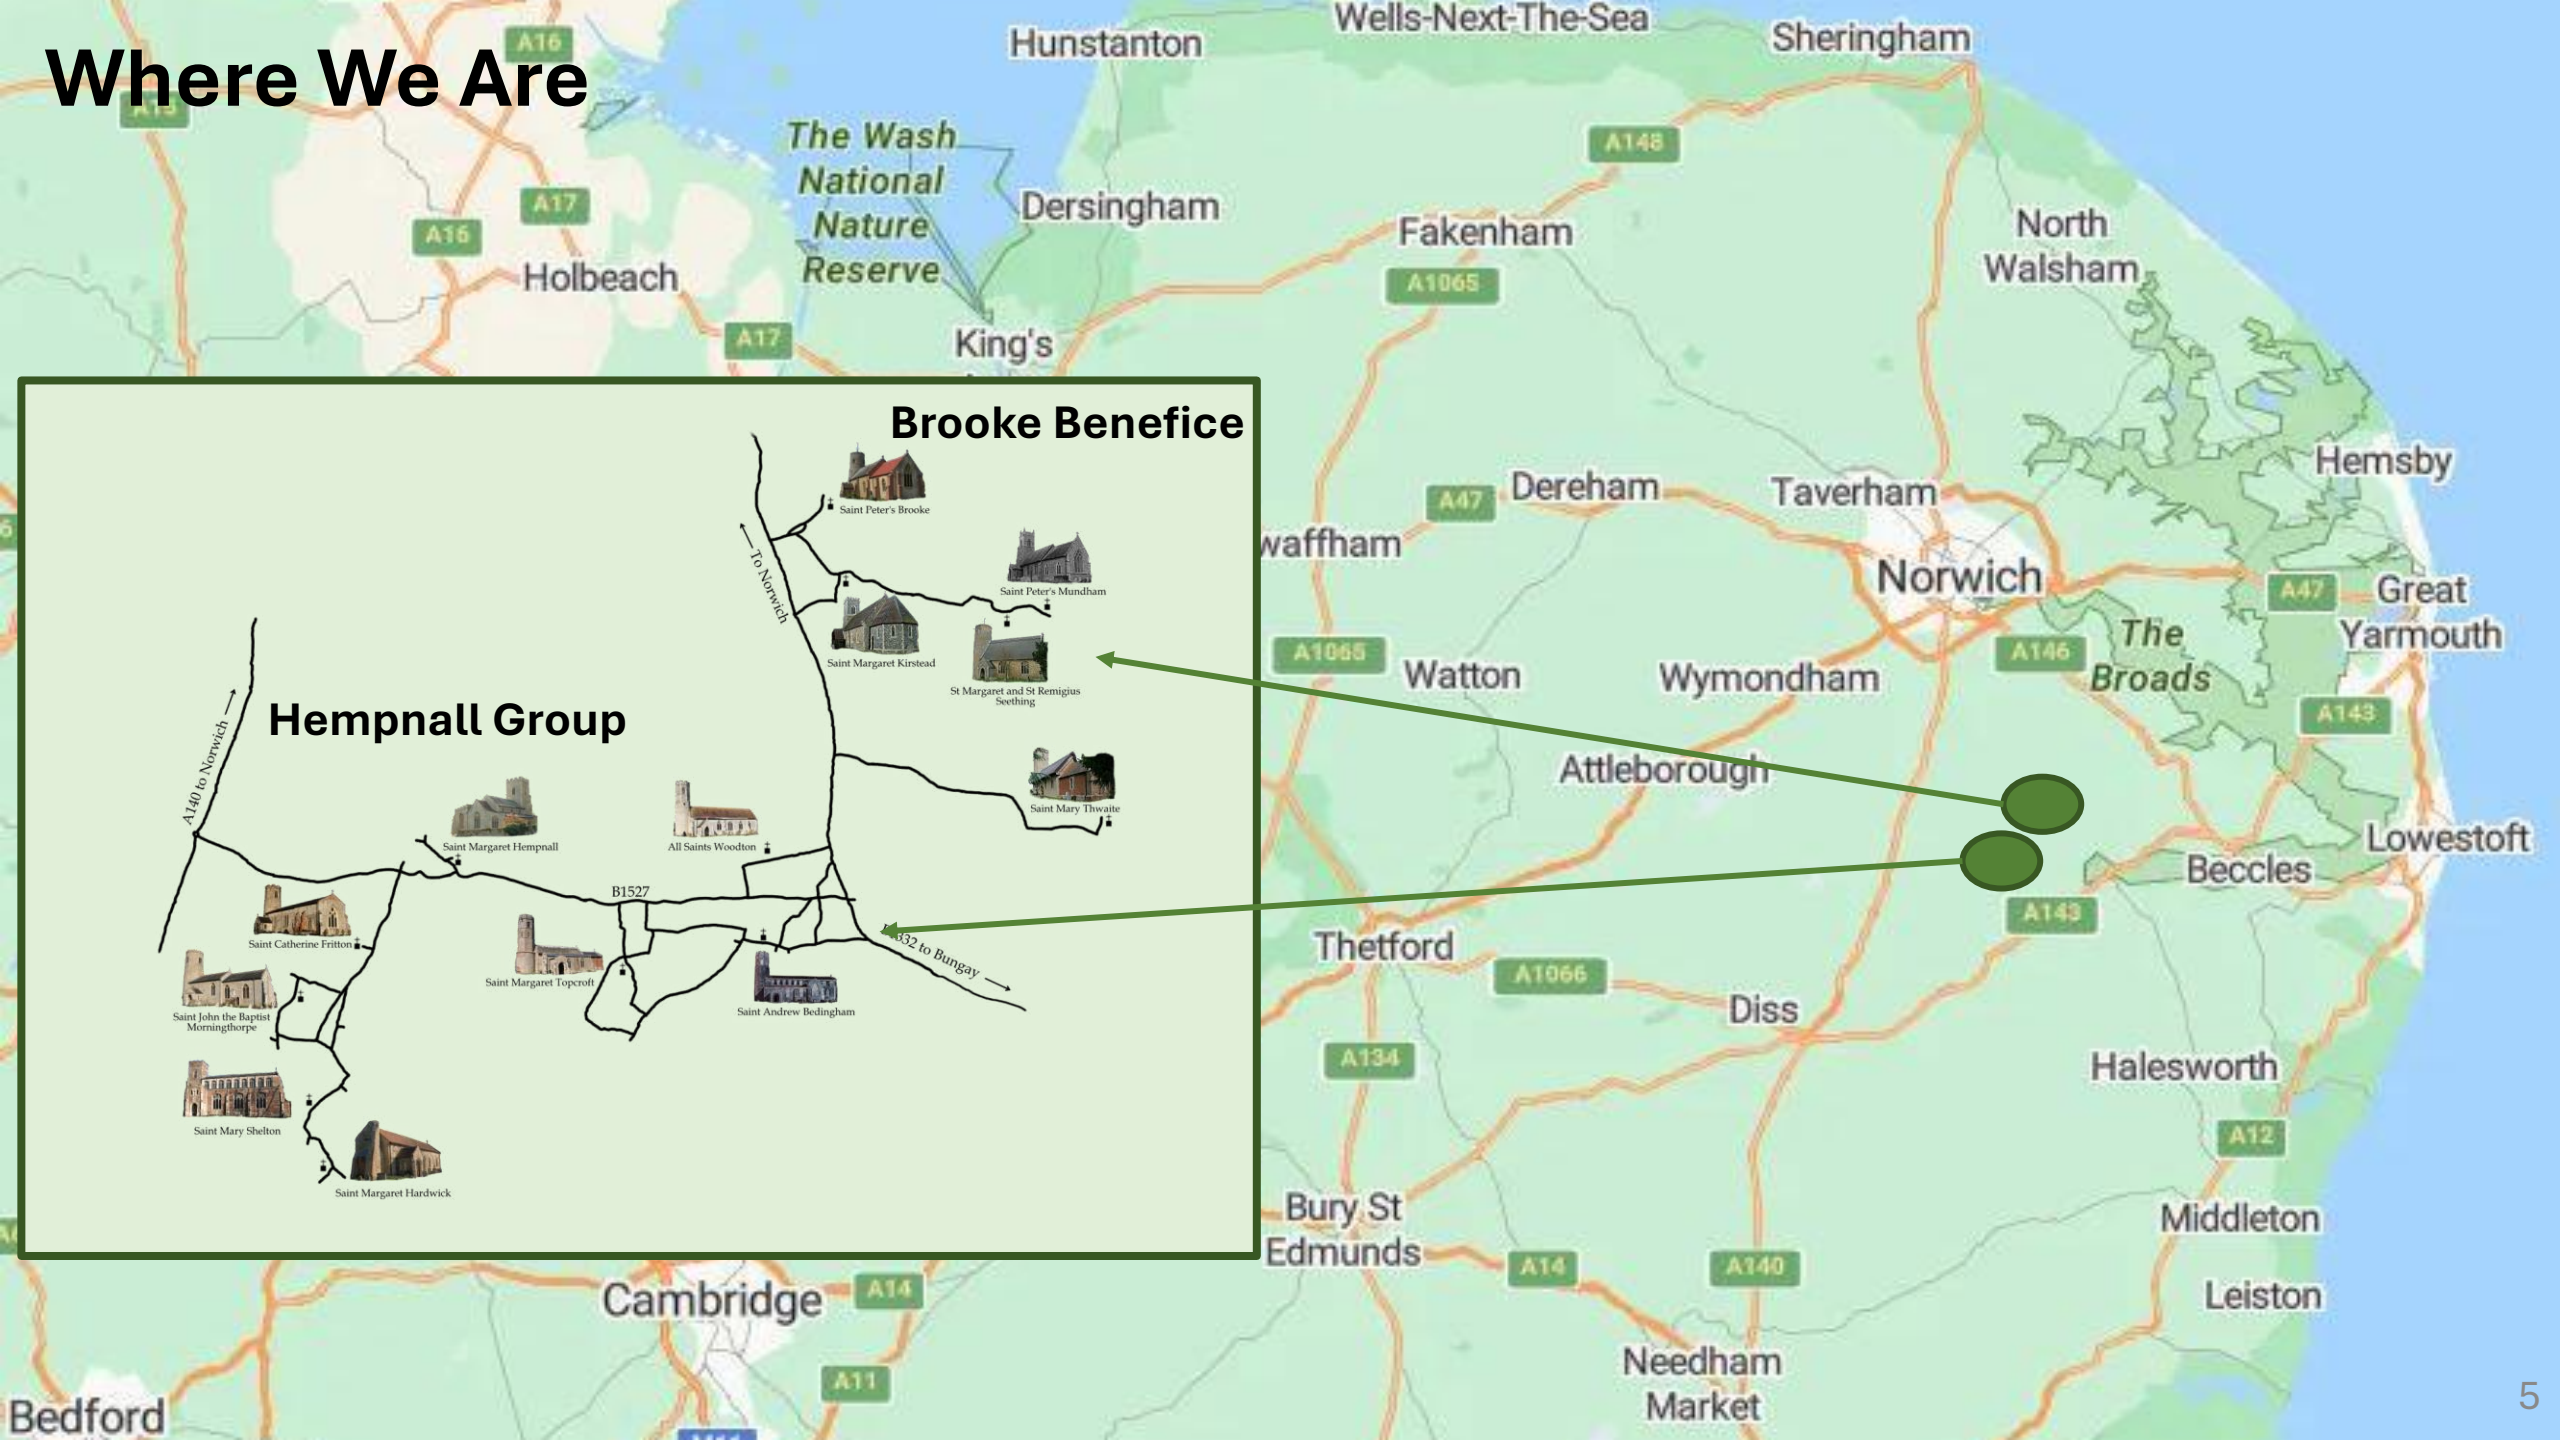 Where We Are
Wells-Next-The-Sea
Hunstanton
Sheringham
A16
The Wash
National
Nature
Reserve
A148
A17
Dersingham
A16
Fakenham
North
Walsham
Holbeach
A1065
A17
King's
Brooke Benefice
Saint Peter's Brooke
To Norwich
Saint Peter's Mundham
Saint Margaret Kirstead
St Margaret and St Remigius
Seething
Hempnall Group
A140 to Norwich
Saint Mary Thwaite
Saint Margaret Hempnall
All Saints Woodton
B1527
Saint Catherine Fritton
Saint Margaret Topcroft
to Bungay
Saint John the Baptist
Morningthorpe
Saint Andrew Bedingham
Saint Mary Shelton
Saint Margaret Hardwick
Hemsby
A47
Dereham
Taverham
waffham
Norwich
A47
Great
Yarmouth
A1065
Watton
Wymondham
A146
The
Broads
A143
Attleborough
Lowestoft
Beccles
A143
Thetford
A1066
Diss
A134
Halesworth
A12
Bury St
Edmunds
Middleton
A14
A140
Leiston
Cambridge
A14
Needham
Market
A11
Bedford
5